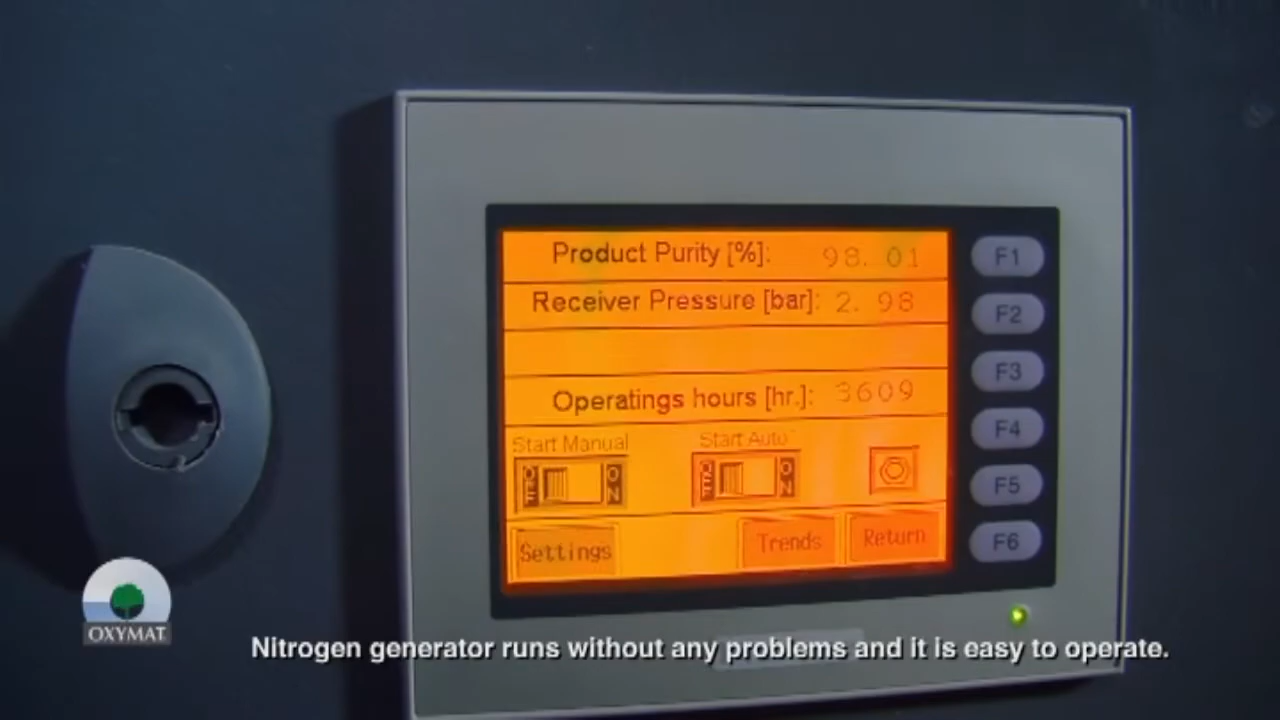 Product Purity [%]: 98.01
Receiver Pressure [bar]: 2.98
Operatings hours [hr.]: 3609
Start Manual
Start Auto
OFF
ON
OFF
ON
Settings
Trends
Return
F1
F2
F3
F4
F5
F6
OXYMAT
Nitrogen generator runs without any problems and it is easy to operate.